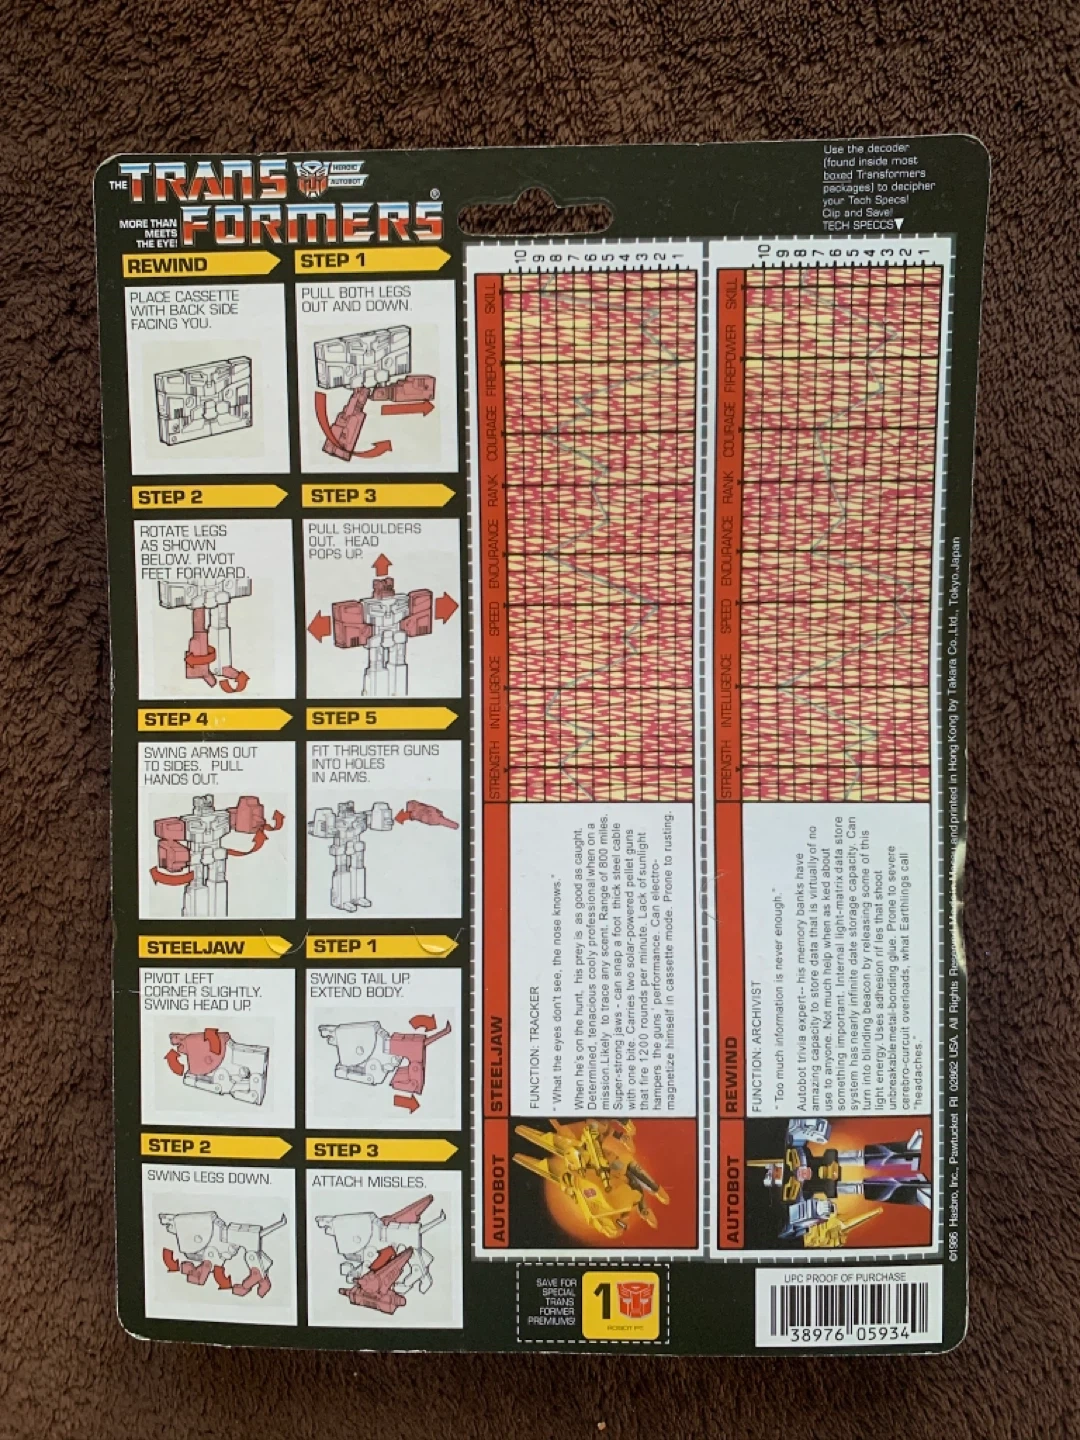 THE TRANSFORMERS®
HEROIC
AUTOBOT
MORE THAN
MEETS
THE EYE!
Use the decoder
(found inside most
boxed Transformers
packages) to decipher
your Tech Specs!
Clip and Save!
TECH SPECCS▼
REWIND
PLACE CASSETTE
WITH BACK SIDE
FACING YOU.
STEP 1
PULL BOTH LEGS
OUT AND DOWN.
STEP 2
ROTATE LEGS
AS SHOWN
BELOW. PIVOT
FEET FORWARD.
STEP 3
PULL SHOULDERS
OUT. HEAD
POPS UP.
STEP 4
SWING ARMS OUT
TO SIDES. PULL
HANDS OUT.
STEP 5
FIT THRUSTER GUNS
INTO HOLES
IN ARMS.
STEELJAW
PIVOT LEFT
CORNER SLIGHTLY.
SWING HEAD UP.
STEP 1
SWING TAIL UP.
EXTEND BODY.
STEP 2
SWING LEGS DOWN.
STEP 3
ATTACH MISSLES.
AUTOBOT STEELJAW
STRENGTH INTELLIGENCE SPEED ENDURANCE RANK COURAGE FIREPOWER SKILL
10
9
8
7
6
5
4
3
2
1
FUNCTION: TRACKER
" What the eyes don't see, the nose knows."
When he's on the hunt, his prey is as good as caught.
Determined, tenacious cooly professional when on a
mission.Likely to trace any scent. Range of 800 miles.
Super-strong jaws - can snap a foot thick steel cable
with one bite. Carries two solar-powered pellet guns
that fire 1200 rounds per minute. Lack of sunlight
hampers the guns' performance. Can electro-
magnetize himself in cassette mode. Prone to rusting.
AUTOBOT REWIND
STRENGTH INTELLIGENCE SPEED ENDURANCE RANK COURAGE FIREPOWER SKILL
10
9
8
7
6
5
4
3
2
1
FUNCTION: ARCHIVIST
" Too much information is never enough."
Autobot trivia expert-- his memory banks have
amazing capacity to store data that is virtually of no
use to anyone. Not much help when as ked about
something important. Internal light-matrix data store
system has nearly infinite date storage capacity. Can
turn into blinding beacon by releasing some of this
light energy. Uses adhesion rif les that shoot
unbreakable metal-bonding glue. Prone to severe
cerebro-circuit overloads, what Earthlings call
"headaches."
©1986 Hasbro, Inc., Pawtucket RI 02862 USA. All Rights and printed in Hong Kong by Takara Co.,Ltd., Tokyo.Japan
SAVE FOR
SPECIAL
TRANS
FORMER
PREMIUMS!
1
ROBOT PT.
UPC PROOF OF PURCHASE
38976 05934